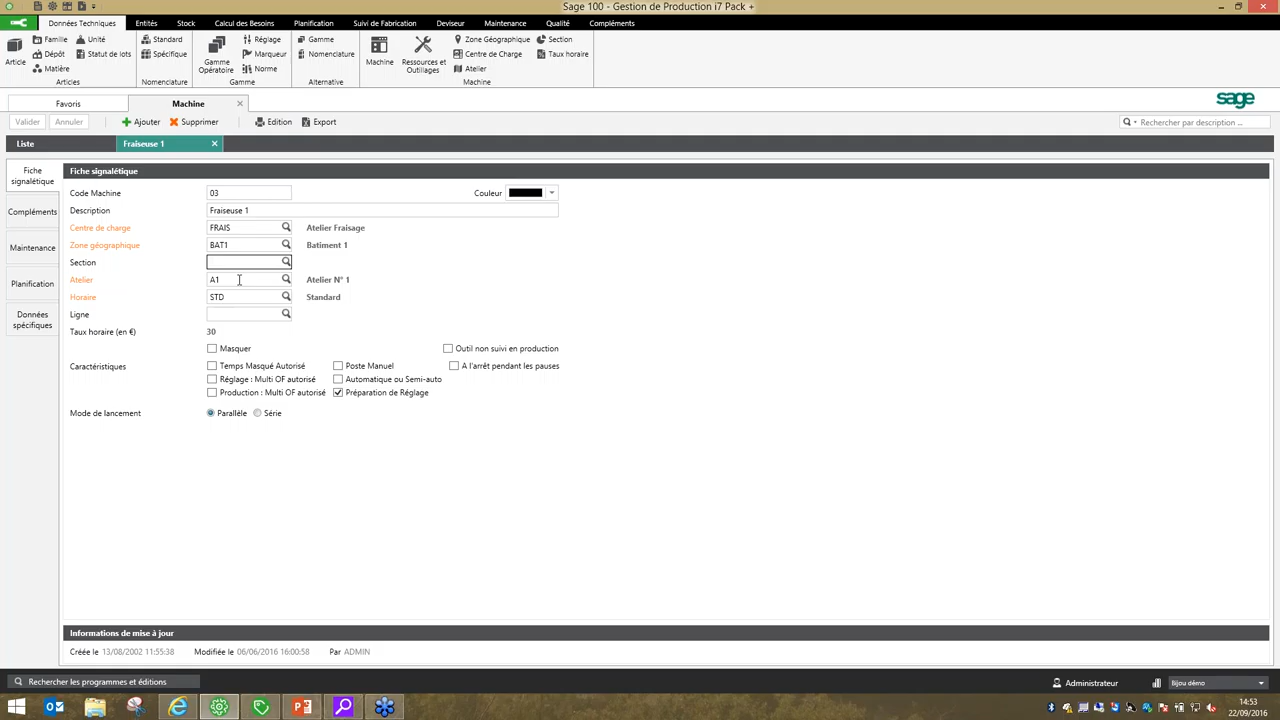 Sage 100 - Gestion de Production i7 Pack +
Données Techniques Entités Stock Calcul des Besoins Planification Suivi de Fabrication Deviseur Maintenance Qualité Compléments
Famille Unité Standard Réglage Gamme Zone Géographique Section
Article Dépôt Statut de lots Spécifique Gamme Opératoire Marqueur Nomenclature Machine Ressources et Outillages Centre de Charge Taux horaire
Matière Norme Atelier
Articles Nomenclature Gamme Alternative Machine
Favoris Machine
sage
Valider Annuler Ajouter Supprimer Edition Export Rechercher par description ...
Liste Fraiseuse 1
Fiche signalétique
Compléments
Maintenance
Planification
Données spécifiques
Fiche signalétique
Code Machine 03 Couleur
Description Fraiseuse 1
Centre de charge FRAIS Atelier Fraisage
Zone géographique BAT1 Batiment 1
Section
Atelier A1 Atelier N° 1
Horaire STD Standard
Ligne
Taux horaire (en €) 30
Masquer Outil non suivi en production
Caractéristiques Temps Masqué Autorisé Poste Manuel A l'arrêt pendant les pauses
Réglage : Multi OF autorisé Automatique ou Semi-auto
Production : Multi OF autorisé Préparation de Réglage
Mode de lancement Parallèle Série
Informations de mise à jour
Créée le 13/08/2002 11:55:38 Modifiée le 06/06/2016 16:00:58 Par ADMIN
Rechercher les programmes et éditions Administrateur Bijou démo
14:53
22/09/2016